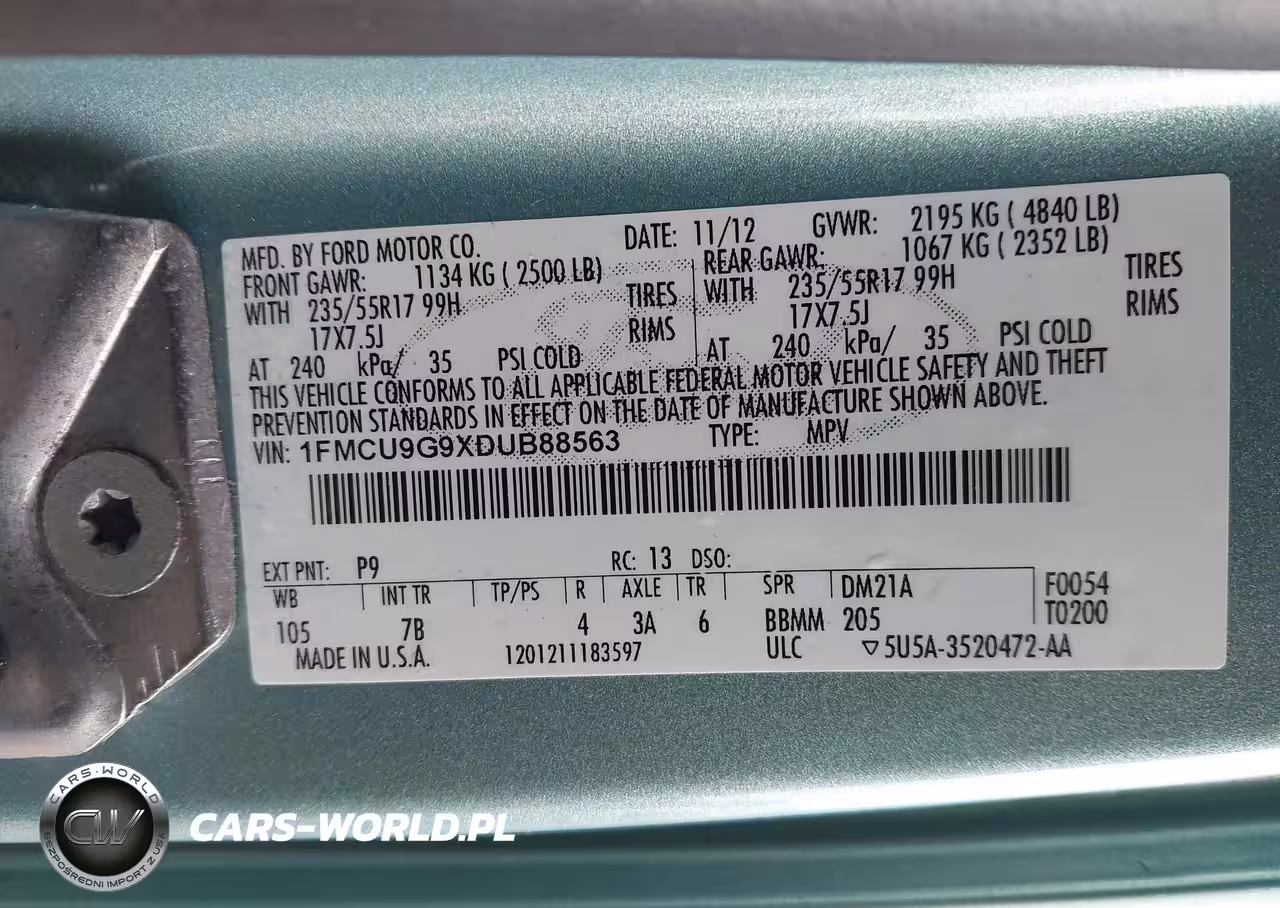 MFD. BY FORD MOTOR CO. DATE: 11/12 GVWR: 2195 KG ( 4840 LB)
FRONT GAWR: 1134 KG ( 2500 LB) REAR GAWR: 1067 KG ( 2352 LB)
WITH 235/55R17 99H TIRES WITH 235/55R17 99H TIRES
17X7.5J RIMS 17X7.5J RIMS
AT 240 kPa/ 35 PSI COLD AT 240 kPa/ 35 PSI COLD
THIS VEHICLE CONFORMS TO ALL APPLICABLE FEDERAL MOTOR VEHICLE SAFETY AND THEFT
PREVENTION STANDARDS IN EFFECT ON THE DATE OF MANUFACTURE SHOWN ABOVE.
VIN: 1FMCU9G9XDUB88563 TYPE: MPV
EXT PNT: P9 RC: 13 DSO:
WB INT TR TP/PS R AXLE TR SPR DM21A F0054
105 7B 4 3A 6 BBMM 205 T0200
MADE IN U.S.A. 1201211183597 ULC ▽5U5A-3520472-AA
CARS-WORLD
CW
BEZPOŚREDNI IMPORT Z USA
CARS-WORLD.PL